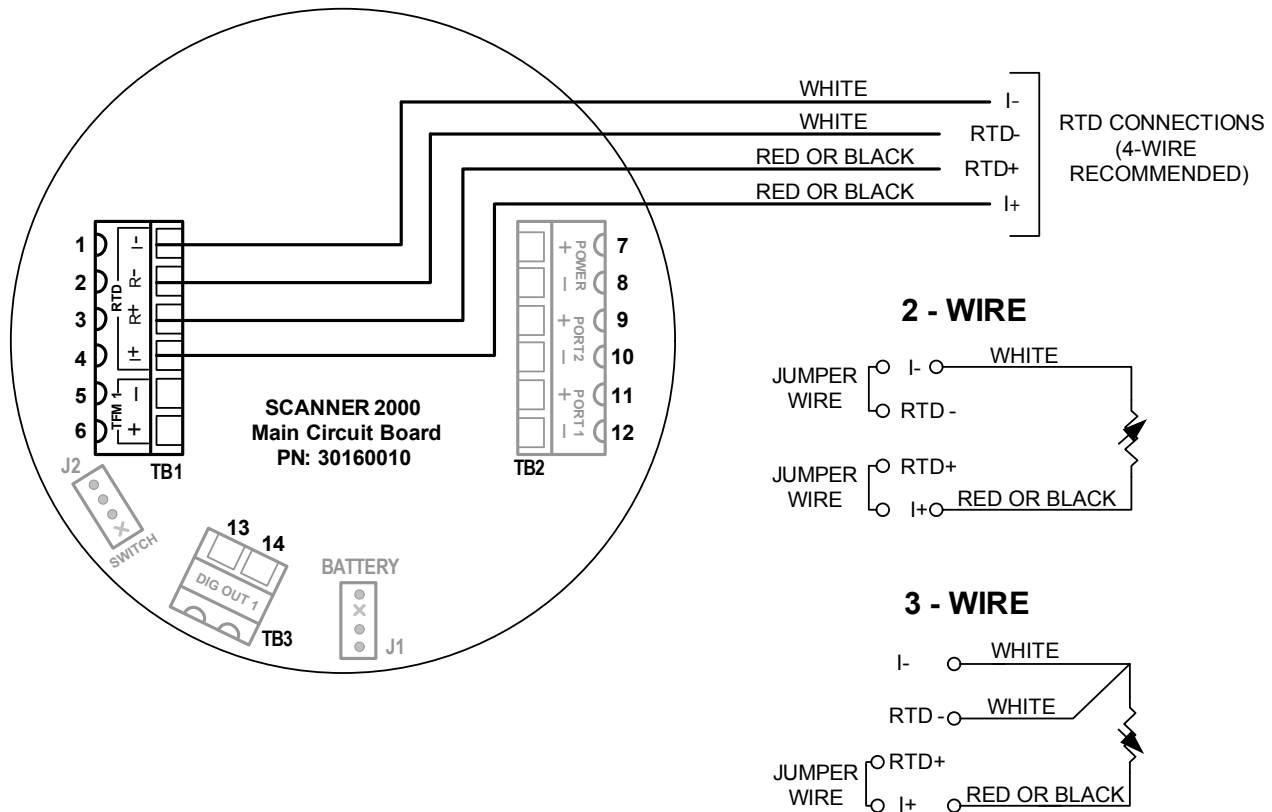 WHITE
I-
WHITE
RTD-
RED OR BLACK
RTD+
RED OR BLACK
I+
RTD CONNECTIONS
(4-WIRE
RECOMMENDED)
1
2
3
4
5
6
RTD
I-
R-
R+
I+
TFM 1
–
+
TB1
SCANNER 2000
Main Circuit Board
PN: 30160010
+
–
+
–
+
–
POWER
PORT2
PORT 1
7
8
9
10
11
12
TB2
J2
SWITCH
13
14
DIG OUT 1
TB3
BATTERY
J1
2 - WIRE
JUMPER
WIRE
I-
WHITE
RTD -
JUMPER
WIRE
RTD+
I+
RED OR BLACK
3 - WIRE
I-
WHITE
RTD -
WHITE
JUMPER
WIRE
RTD+
I+
RED OR BLACK